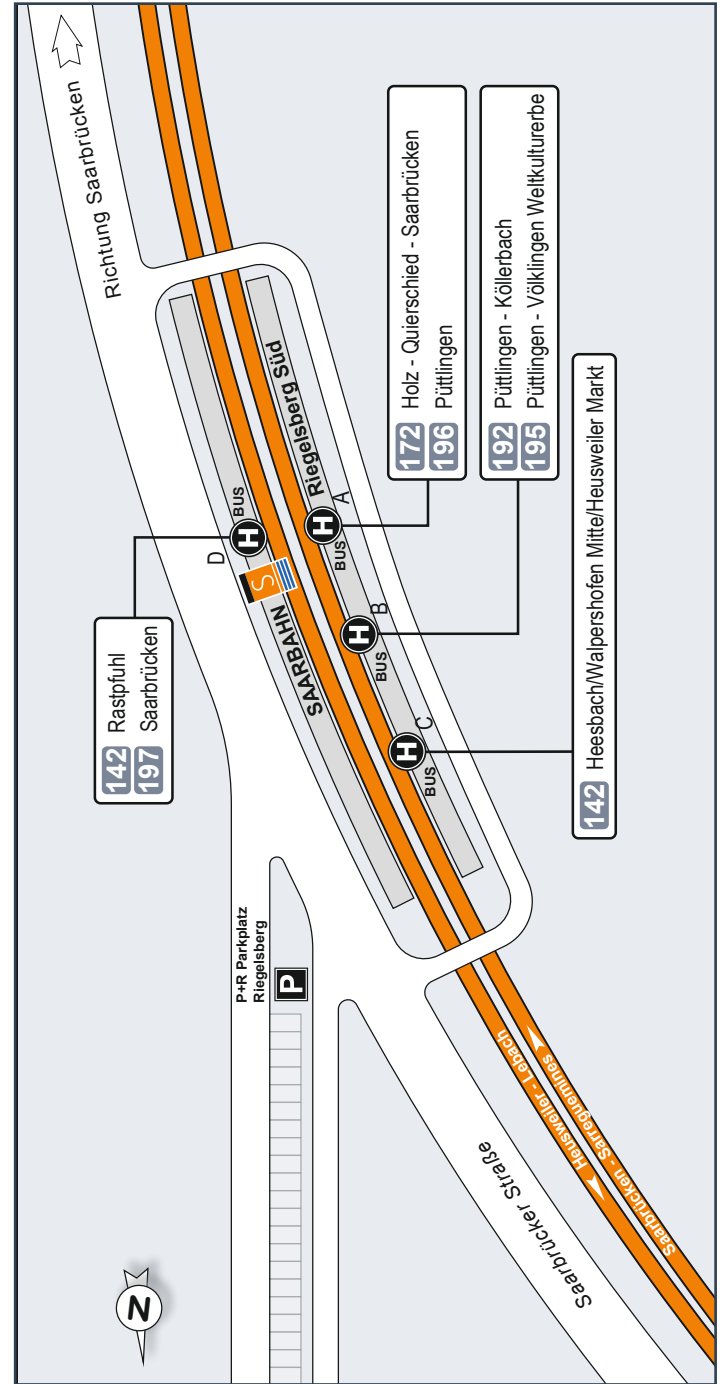 Richtung Saarbrücken
142 Rastpfuhl
197 Saarbrücken
D
BUS
SAARBAHN
S
H
Riegelsberg Süd
H
A
BUS
H
B
BUS
H
C
BUS
172 Holz - Quierschied - Saarbrücken
196 Püttlingen
192 Püttlingen - Köllerbach
195 Püttlingen - Völklingen Weltkulturerbe
142 Heesbach/Walpershofen Mitte/Heusweiler Markt
P+R Parkplatz
Riegelsberg
P
Heusweiler - Lebach
Saarbrücken - Sarreguemines
Saarbrücker Straße
N